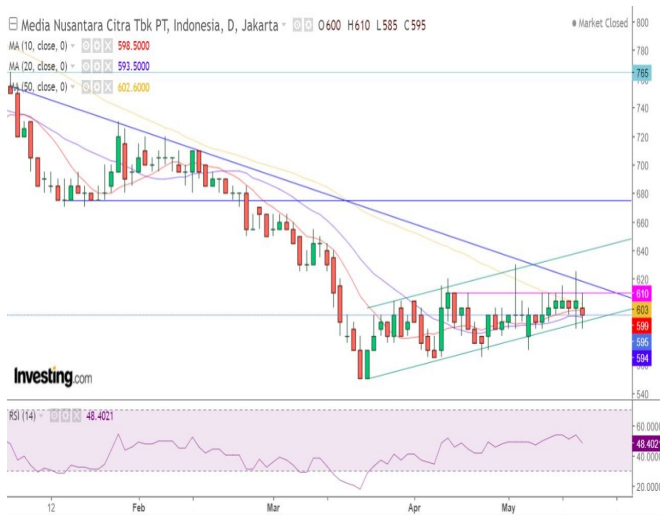 Media Nusantara Citra Tbk PT, Indonesia, D, Jakarta O600 H610 L585 C595
Market Closed
MA (10, close, 0) 598.5000
MA (20, close, 0) 593.5000
MA (50, close, 0) 602.6000
800
780
765
760
740
720
700
680
660
640
620
610
603
599
595
594
560
540
Investing.com
RSI (14) 48.4021
60.0000
48.4021
40.0000
20.0000
12 Feb Mar Apr May